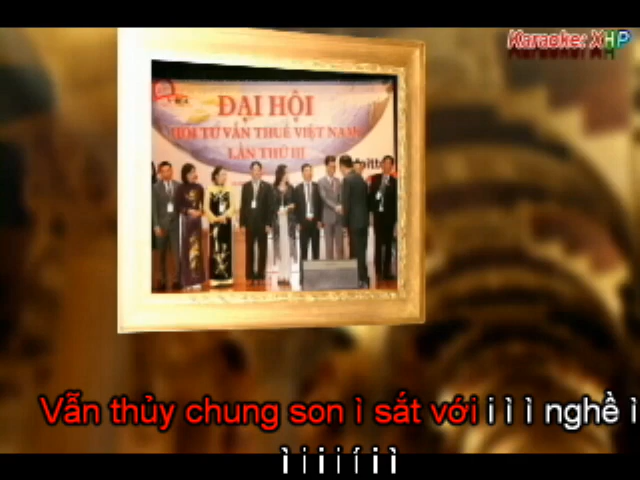 Karaoke: XHP
ĐẠI HỘI
HỘI TƯ VẤN THUẾ VIỆT NAM
LẦN THỨ III
Vẫn thủy chung son ì sắt với i ì ì nghề ì
ì i i i í i ì